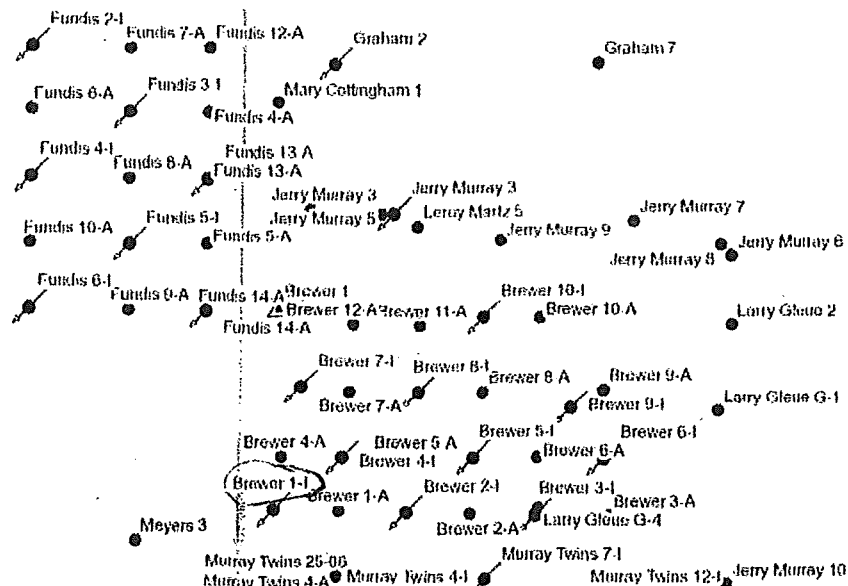 Fundis 2-I
Fundis 7-A
Fundis 12-A
Graham 2
Graham 7
Fundis 6-A
Fundis 3-I
Fundis 4-A
Mary Cottingham 1
Fundis 4-I
Fundis 8-A
Fundis 13-A
Fundis 13-A
Jerry Murray 3
Jerry Murray 3
Jerry Murray 5
Leroy Martz 5
Jerry Murray 9
Jerry Murray 7
Jerry Murray 6
Jerry Murray 8
Fundis 10-A
Fundis 5-I
Fundis 5-A
Fundis 6-I
Fundis 9-A
Fundis 14-A
Fundis 14-A
Brewer 1
Brewer 12-A
Brewer 11-A
Brewer 10-I
Brewer 10-A
Larry Gleue 2
Brewer 7-I
Brewer 7-A
Brewer 8-I
Brewer 8-A
Brewer 9-A
Brewer 9-I
Larry Gleue G-1
Brewer 4-A
Brewer 5-A
Brewer 4-I
Brewer 5-I
Brewer 6-A
Brewer 6-I
Brewer 1-I
Brewer 1-A
Brewer 2-I
Brewer 2-A
Brewer 3-I
Brewer 3-A
Larry Gleue G-4
Meyers 3
Murray Twins 25-06
Murray Twins 4-A
Murray Twins 4-I
Murray Twins 7-I
Murray Twins 12-I
Jerry Murray 10